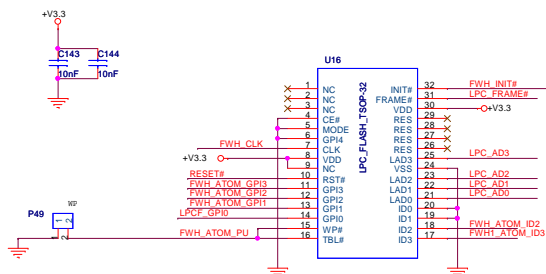 +V3.3
C143
C144
10nF
10nF
U16
LPC_FLASH_TSOP-32
1 NC INIT# 32 FWH_INIT#
2 NC FRAME# 31 LPC_FRAME#
3 NC VDD 30 +V3.3
4 CE# RES 29
5 MODE RES 28
6 GPI4 RES 27
FWH_CLK 7 CLK RES 26
+V3.3 8 VDD LAD3 25 LPC_AD3
9 NC VSS 24
RESET# 10 RST# LAD2 23 LPC_AD2
FWH_ATOM_GPI3 11 GPI3 LAD1 22 LPC_AD1
FWH_ATOM_GPI2 12 GPI2 LAD0 21 LPC_AD0
FWH_ATOM_GPI1 13 GPI1 ID0 20
LPCF_GPI0 14 GPI0 ID1 19
15 WP# ID2 18 FWH_ATOM_ID2
FWH_ATOM_PU 16 TBL# ID3 17 FWH1_ATOM_ID3
P49
WP
1 2
1 2